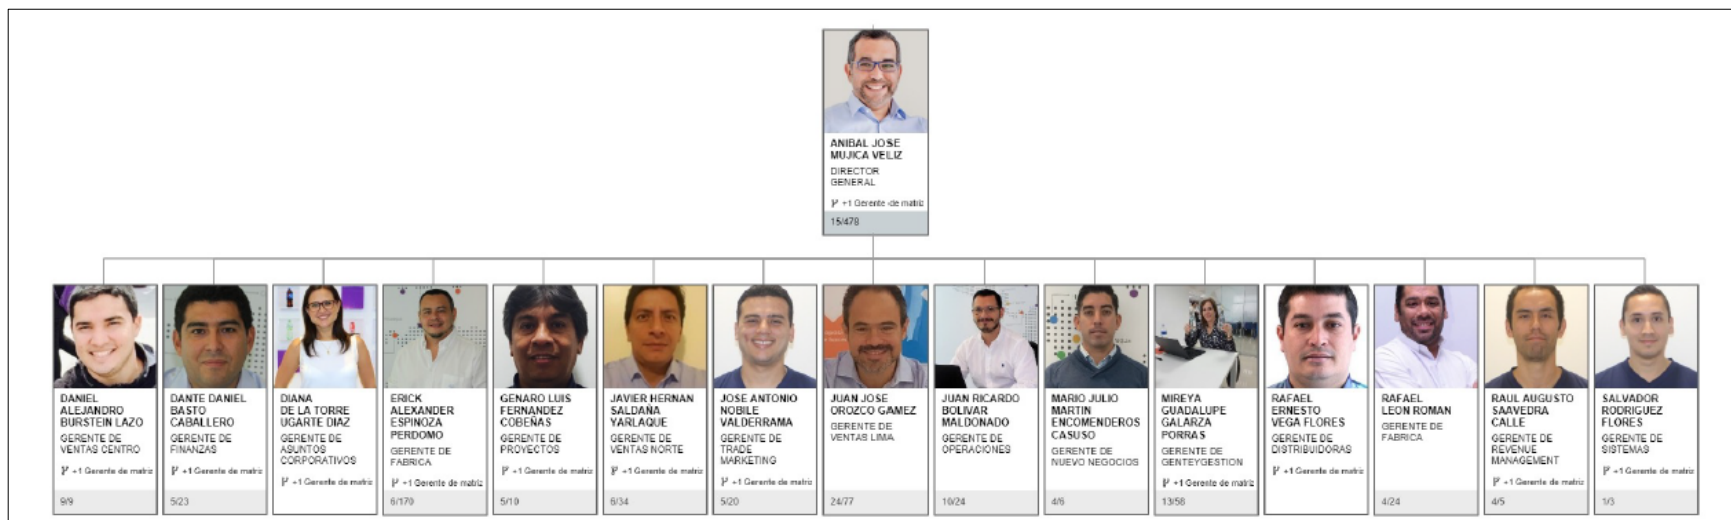 ANIBAL JOSE
MUJICA VELIZ
DIRECTOR
GENERAL
+1 Gerente -de matriz
15/478
DANIEL
ALEJANDRO
BURSTEIN LAZO
GERENTE DE
VENTAS CENTRO
+1 Gerente de matriz
9/9
DANTE DANIEL
BASTO
CABALLERO
GERENTE DE
FINANZAS
+1 Gerente de matriz
5/23
DIANA
DE LA TORRE
UGARTE DIAZ
GERENTE DE
ASUNTOS
CORPORATIVOS
+1 Gerente de matriz
ERICK
ALEXANDER
ESPINOZA
PERDOMO
GERENTE DE
FABRICA
+1 Gerente de matriz
6/170
GENARO LUIS
FERNANDEZ
COBEÑAS
GERENTE DE
PROYECTOS
+1 Gerente de matriz
5/10
JAVIER HERNAN
SALDAÑA
YARLAQUE
GERENTE DE
VENTAS NORTE
+1 Gerente de matriz
6/34
JOSE ANTONIO
NOBILE
VALDERRAMA
GERENTE DE
TRADE
MARKETING
+1 Gerente de matriz
5/20
JUAN JOSE
OROZCO GAMEZ
GERENTE DE
VENTAS LIMA
24/77
JUAN RICARDO
BOLIVAR
MALDONADO
GERENTE DE
OPERACIONES
10/24
MARIO JULIO
MARTIN
ENCOMENDEROS
CASUSO
GERENTE DE
NUEVO NEGOCIOS
4/6
MIREYA
GUADALUPE
GALARZA
PORRAS
GERENTE DE
GENTEYGESTION
+1 Gerente de matriz
13/58
RAFAEL
ERNESTO
VEGA FLORES
GERENTE DE
DISTRIBUIDORAS
+1 Gerente de matriz
RAFAEL
LEON ROMAN
GERENTE DE
FABRICA
4/24
RAUL AUGUSTO
SAAVEDRA
CALLE
GERENTE DE
REVENUE
MANAGEMENT
+1 Gerente de matriz
4/5
SALVADOR
RODRIGUEZ
FLORES
GERENTE DE
SISTEMAS
+1 Gerente de matriz
1/3